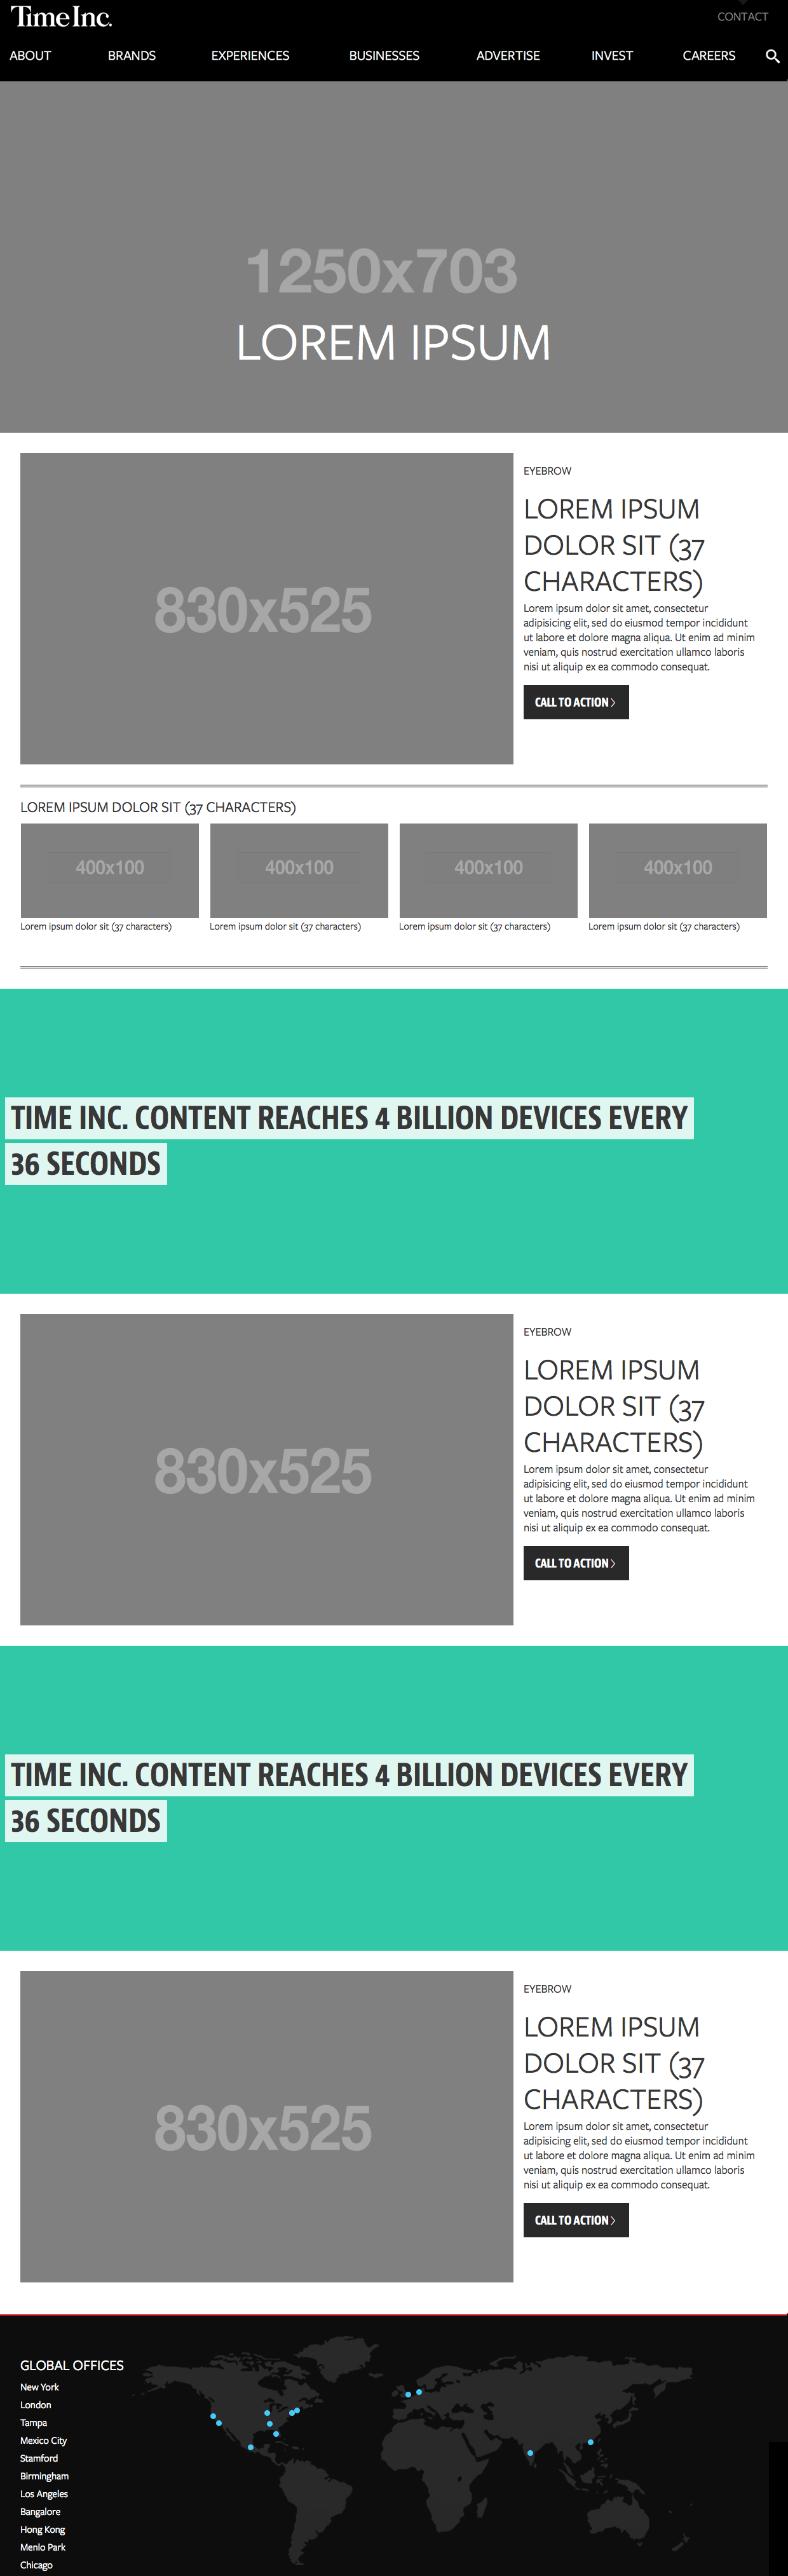 Time Inc.
CONTACT
ABOUT BRANDS EXPERIENCES BUSINESSES ADVERTISE INVEST CAREERS
1250x703
LOREM IPSUM
830x525
EYEBROW
LOREM IPSUM
DOLOR SIT (37
CHARACTERS)
Lorem ipsum dolor sit amet, consectetur
adipisicing elit, sed do eiusmod tempor incididunt
ut labore et dolore magna aliqua. Ut enim ad minim
veniam, quis nostrud exercitation ullamco laboris
nisi ut aliquip ex ea commodo consequat.
CALL TO ACTION >
LOREM IPSUM DOLOR SIT (37 CHARACTERS)
400x100 400x100 400x100 400x100
Lorem ipsum dolor sit (37 characters) Lorem ipsum dolor sit (37 characters) Lorem ipsum dolor sit (37 characters) Lorem ipsum dolor sit (37 characters)
TIME INC. CONTENT REACHES 4 BILLION DEVICES EVERY
36 SECONDS
830x525
EYEBROW
LOREM IPSUM
DOLOR SIT (37
CHARACTERS)
Lorem ipsum dolor sit amet, consectetur
adipisicing elit, sed do eiusmod tempor incididunt
ut labore et dolore magna aliqua. Ut enim ad minim
veniam, quis nostrud exercitation ullamco laboris
nisi ut aliquip ex ea commodo consequat.
CALL TO ACTION >
TIME INC. CONTENT REACHES 4 BILLION DEVICES EVERY
36 SECONDS
830x525
EYEBROW
LOREM IPSUM
DOLOR SIT (37
CHARACTERS)
Lorem ipsum dolor sit amet, consectetur
adipisicing elit, sed do eiusmod tempor incididunt
ut labore et dolore magna aliqua. Ut enim ad minim
veniam, quis nostrud exercitation ullamco laboris
nisi ut aliquip ex ea commodo consequat.
CALL TO ACTION >
GLOBAL OFFICES
New York
London
Tampa
Mexico City
Stamford
Birmingham
Los Angeles
Bangalore
Hong Kong
Menlo Park
Chicago